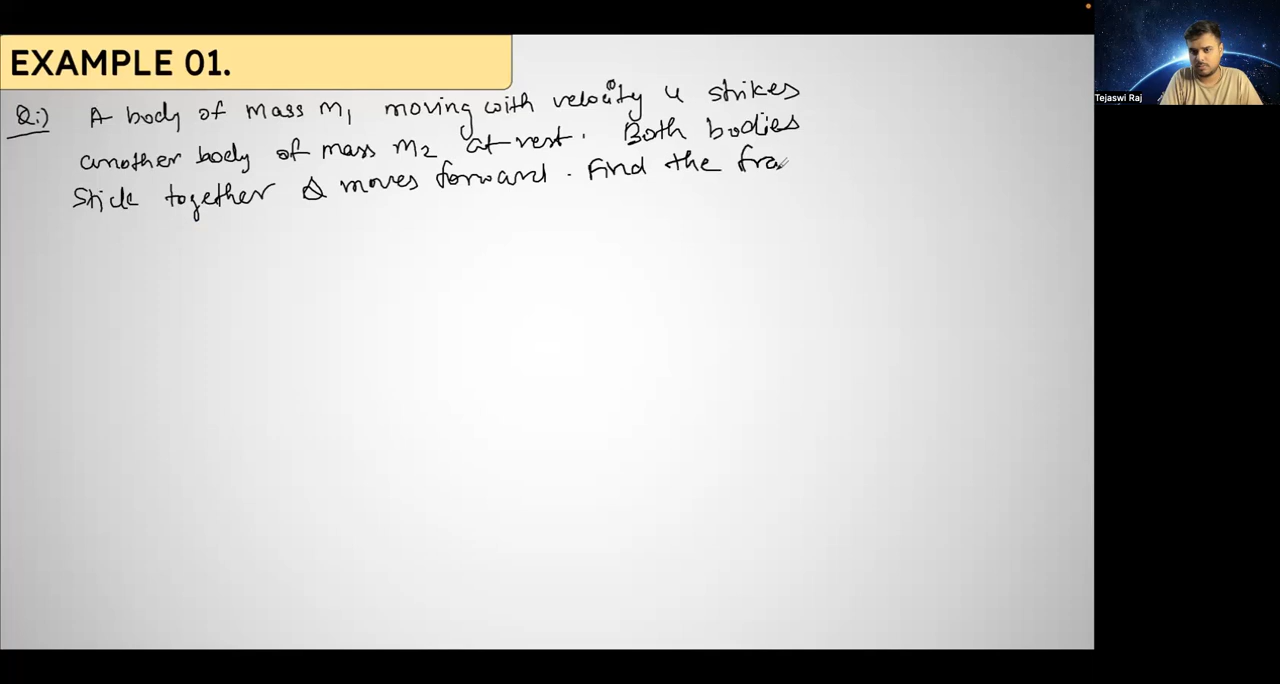 EXAMPLE 01.
Q:) A body of mass m₁ moving with velocity u strikes
another body of mass m₂ at rest. Both bodies
stick together & moves forward. Find the fra
Tejaswi Raj